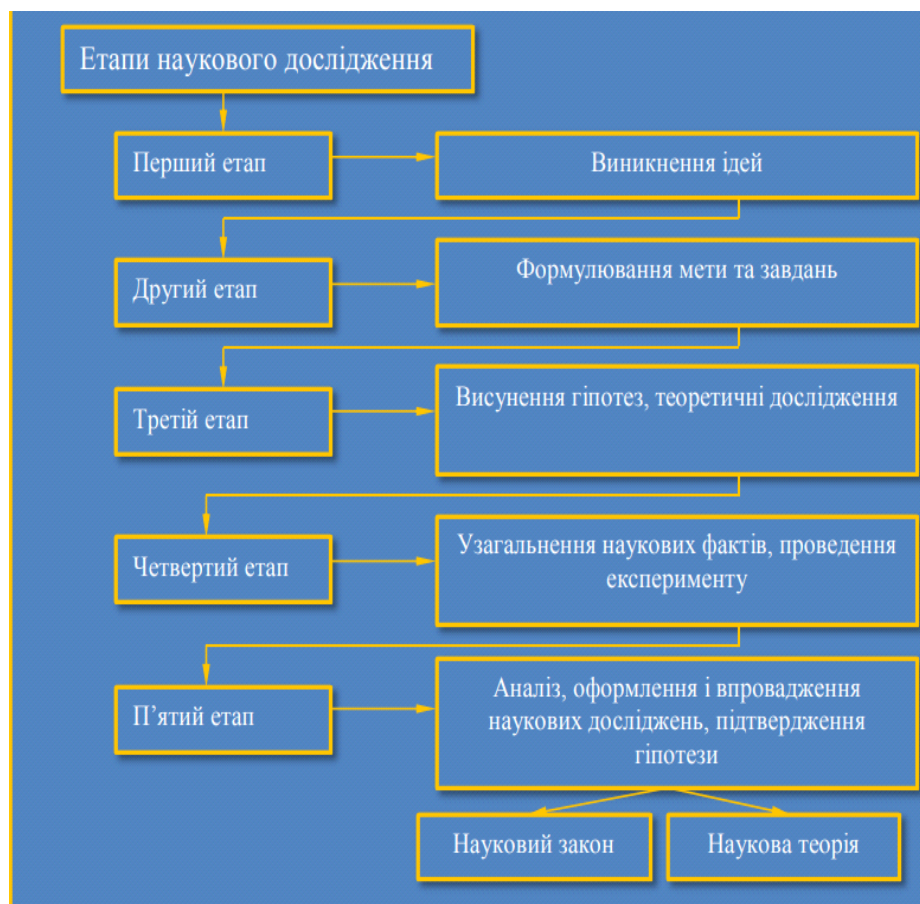 Етапи наукового дослідження
Перший етап
Виникнення ідей
Другий етап
Формулювання мети та завдань
Третій етап
Висунення гіпотез, теоретичні дослідження
Четвертий етап
Узагальнення наукових фактів, проведення
експерименту
П’ятий етап
Аналіз, оформлення і впровадження
наукових досліджень, підтвердження
гіпотези
Науковий закон
Наукова теорія